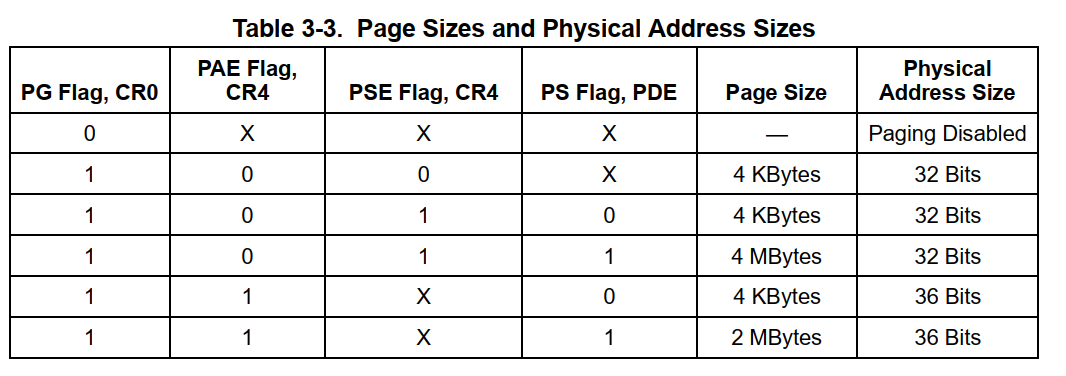 Table 3-3. Page Sizes and Physical Address Sizes
PG Flag, CR0 PAE Flag, CR4 PSE Flag, CR4 PS Flag, PDE Page Size Physical Address Size
0 X X X — Paging Disabled
1 0 0 X 4 KBytes 32 Bits
1 0 1 0 4 KBytes 32 Bits
1 0 1 1 4 MBytes 32 Bits
1 1 X 0 4 KBytes 36 Bits
1 1 X 1 2 MBytes 36 Bits